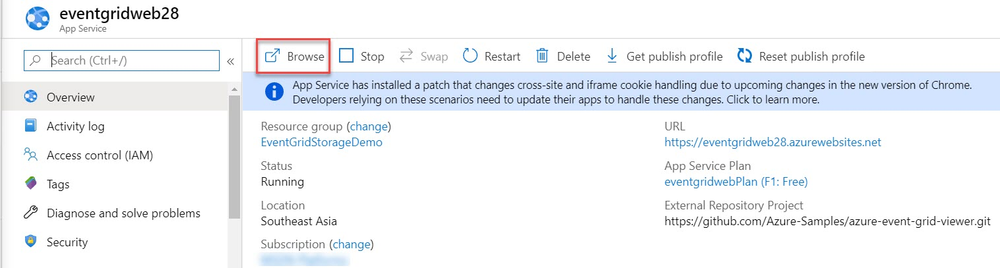 eventgridweb28
App Service
Search (Ctrl+/)
«
Browse
Stop
Swap
Restart
Delete
Get publish profile
Reset publish profile
App Service has installed a patch that changes cross-site and iframe cookie handling due to upcoming changes in the new version of Chrome.
Developers relying on these scenarios need to update their apps to handle these changes. Click to learn more.
Overview
Activity log
Access control (IAM)
Tags
Diagnose and solve problems
Security
Resource group (change)
EventGridStorageDemo
Status
Running
Location
Southeast Asia
Subscription (change)
URL
https://eventgridweb28.azurewebsites.net
App Service Plan
eventgridwebPlan (F1: Free)
External Repository Project
https://github.com/Azure-Samples/azure-event-grid-viewer.git